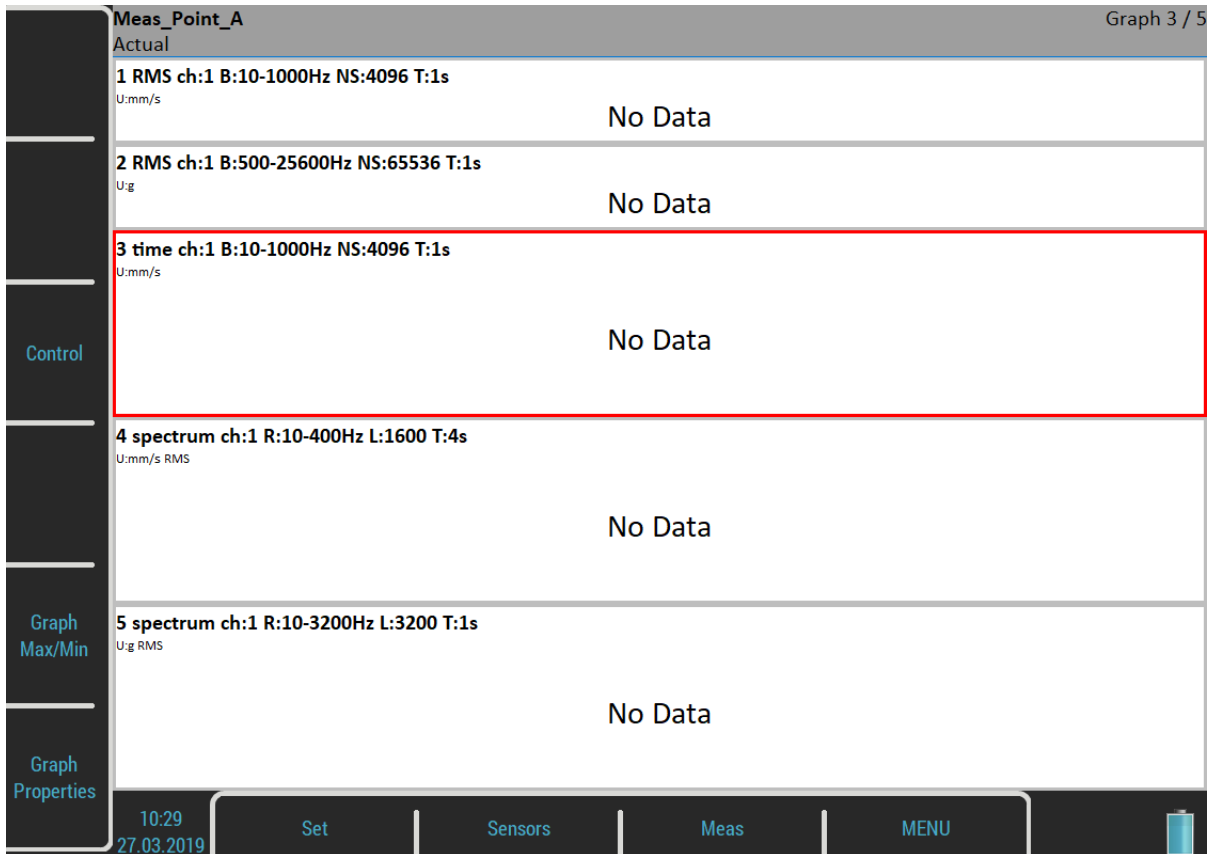 Meas_Point_A
Graph 3 / 5
Actual
1 RMS ch:1 B:10-1000Hz NS:4096 T:1s
U:mm/s
No Data
2 RMS ch:1 B:500-25600Hz NS:65536 T:1s
U:g
No Data
3 time ch:1 B:10-1000Hz NS:4096 T:1s
U:mm/s
No Data
4 spectrum ch:1 R:10-400Hz L:1600 T:4s
U:mm/s RMS
No Data
5 spectrum ch:1 R:10-3200Hz L:3200 T:1s
U:g RMS
No Data
Control
Graph
Max/Min
Graph
Properties
10:29
27.03.2019
Set
Sensors
Meas
MENU